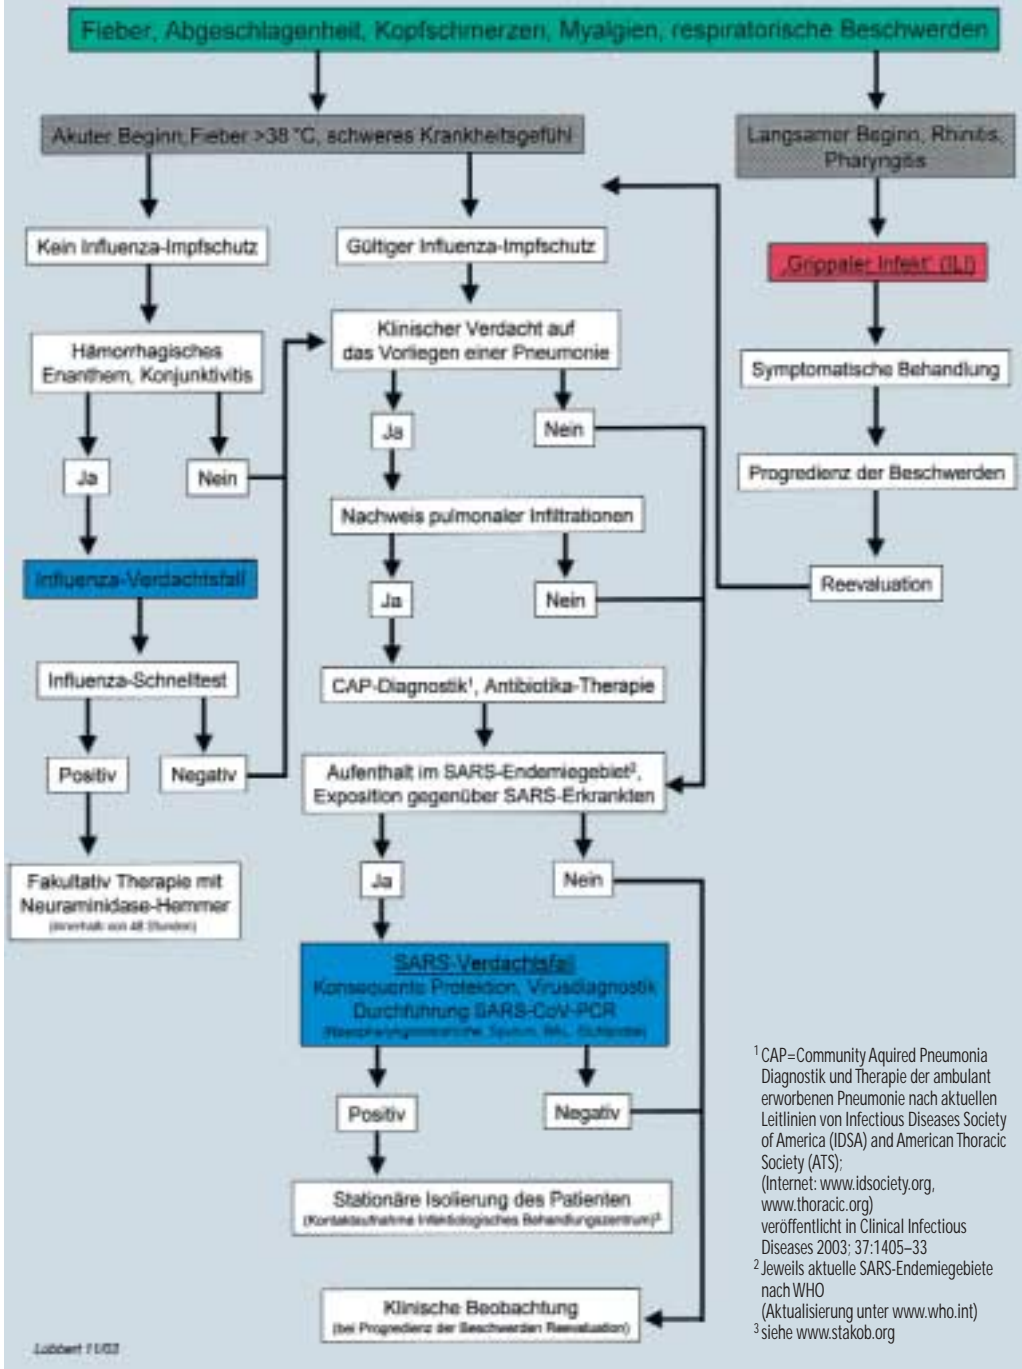 Fieber, Abgeschlagenheit, Kopfschmerzen, Myalgien, respiratorische Beschwerden
Akuter Beginn, Fieber >38 °C, schweres Krankheitsgefühl
Langsamer Beginn, Rhinitis,
Pharyngitis
Kein Influenza-Impfschutz
Gültiger Influenza-Impfschutz
„Grippaler Infekt“ (ILI)
Hämorrhagisches
Enanthem, Konjunktivitis
Klinischer Verdacht auf
das Vorliegen einer Pneumonie
Symptomatische Behandlung
Ja
Nein
Ja
Nein
Progredienz der Beschwerden
Nachweis pulmonaler Infiltrationen
Influenza-Verdachtsfall
Ja
Nein
Reevaluation
Influenza-Schnelltest
CAP-Diagnostik¹, Antibiotika-Therapie
Positiv
Negativ
Aufenthalt im SARS-Endemiegebiet²,
Exposition gegenüber SARS-Erkrankten
Fakultativ Therapie mit
Neuraminidase-Hemmer
(innerhalb von 48 Stunden)
Ja
Nein
SARS-Verdachtsfall
Konsequente Protektion, Virusdiagnostik
Durchführung SARS-CoV-PCR
Positiv
Negativ
Stationäre Isolierung des Patienten
(Kontaktaufnahme Infektiologisches Behandlungszentrum)³
Klinische Beobachtung
(bei Progredienz der Beschwerden Reevaluation)
¹ CAP=Community Aquired Pneumonia
Diagnostik und Therapie der ambulant
erworbenen Pneumonie nach aktuellen
Leitlinien von Infectious Diseases Society
of America (IDSA) and American Thoracic
Society (ATS);
(Internet: www.idsociety.org,
www.thoracic.org)
veröffentlicht in Clinical Infectious
Diseases 2003; 37:1405–33
² Jeweils aktuelle SARS-Endemiegebiete
nach WHO
(Aktualisierung unter www.who.int)
³ siehe www.stakob.org
Lübbert 11/03